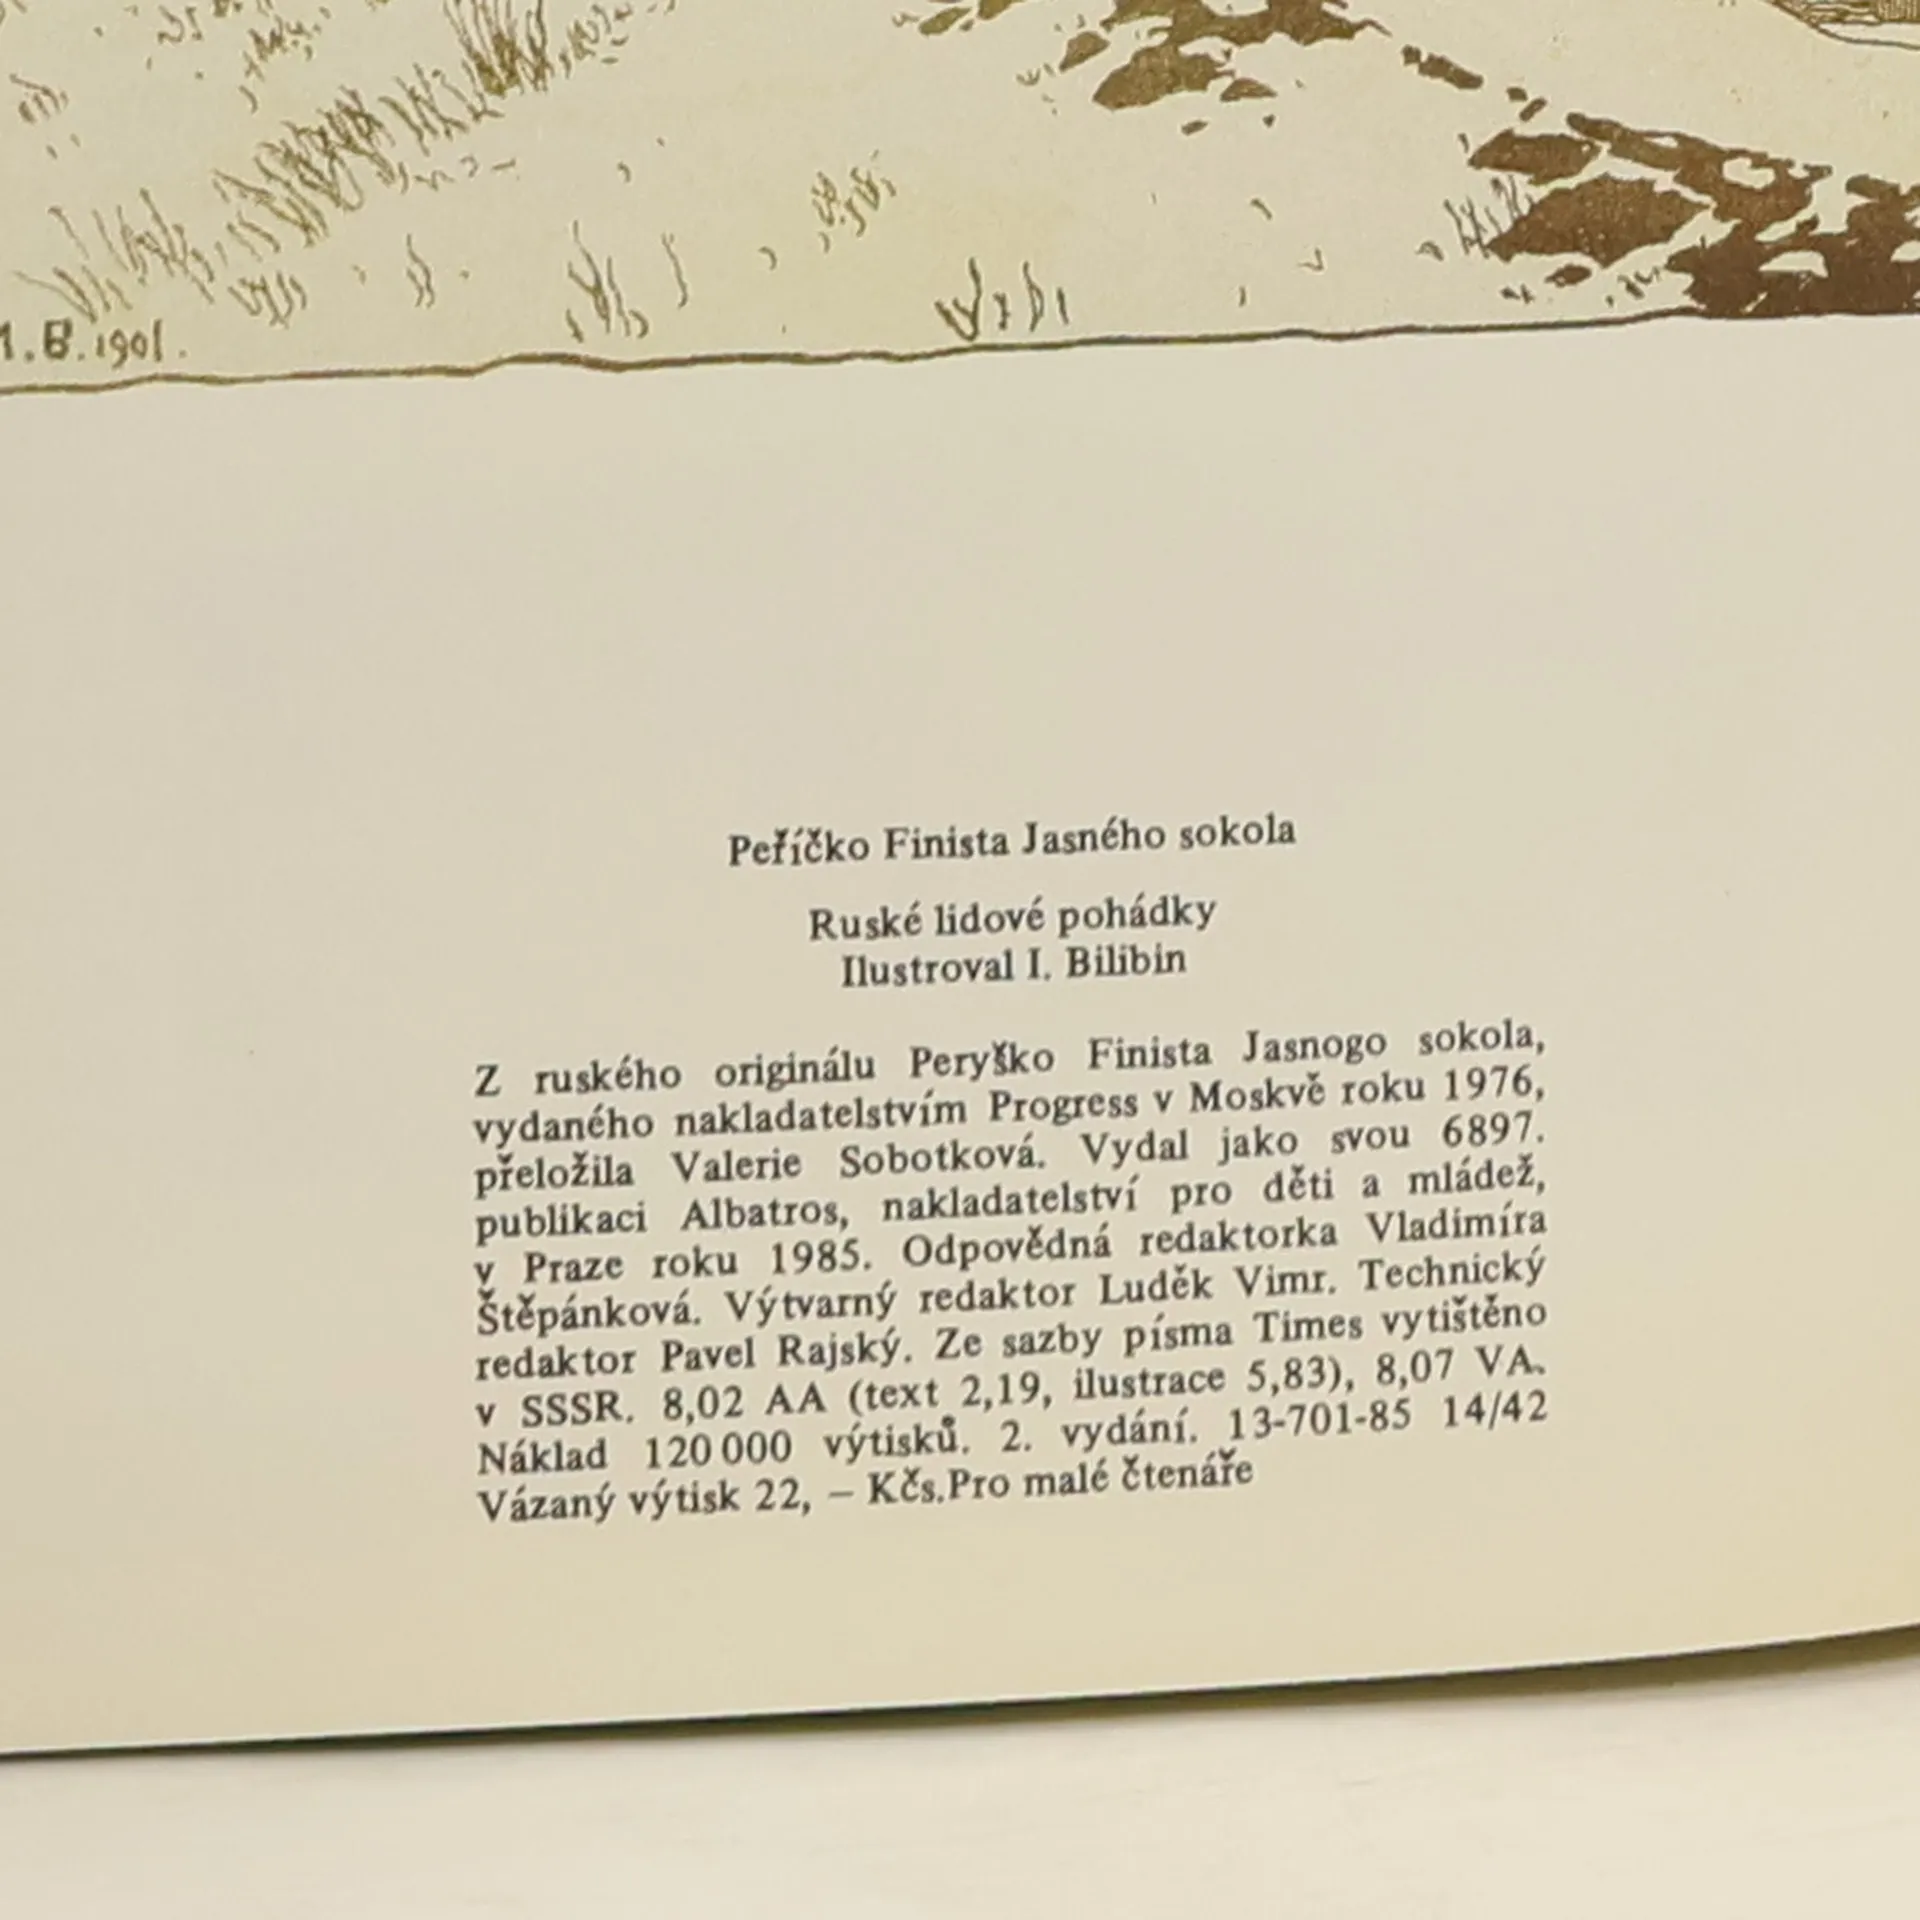 I.B.1901.
Peříčko Finista Jasného sokola
Ruské lidové pohádky
Ilustroval I. Bilibin
Z ruského originálu Peryško Finista Jasnogo sokola,
vydaného nakladatelstvím Progress v Moskvě roku 1976,
přeložila Valerie Sobotková. Vydal jako svou 6897.
publikaci Albatros, nakladatelství pro děti a mládež,
v Praze roku 1985. Odpovědná redaktorka Vladimíra
Štěpánková. Výtvarný redaktor Luděk Vimr. Technický
redaktor Pavel Rajský. Ze sazby písma Times vytištěno
v SSSR. 8,02 AA (text 2,19, ilustrace 5,83), 8,07 VA.
Náklad 120 000 výtisků. 2. vydání. 13-701-85 14/42
Vázaný výtisk 22, – Kčs.Pro malé čtenáře